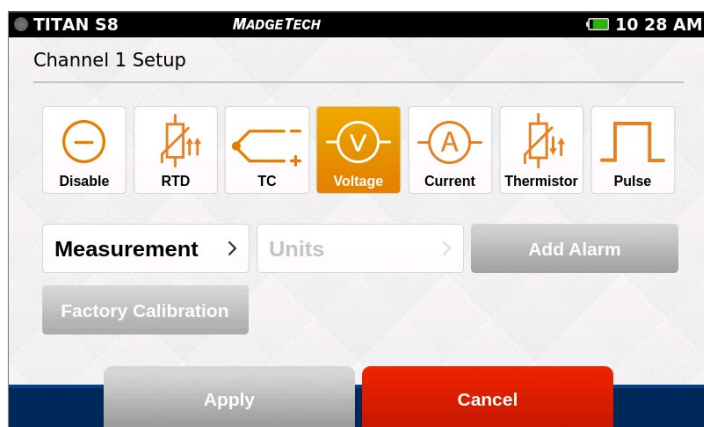 TITAN S8 MADGETECH 10 28 AM
Channel 1 Setup
V A
Disable RTD TC Voltage Current Thermistor Pulse
Measurement > Units > Add Alarm
Factory Calibration
Apply Cancel